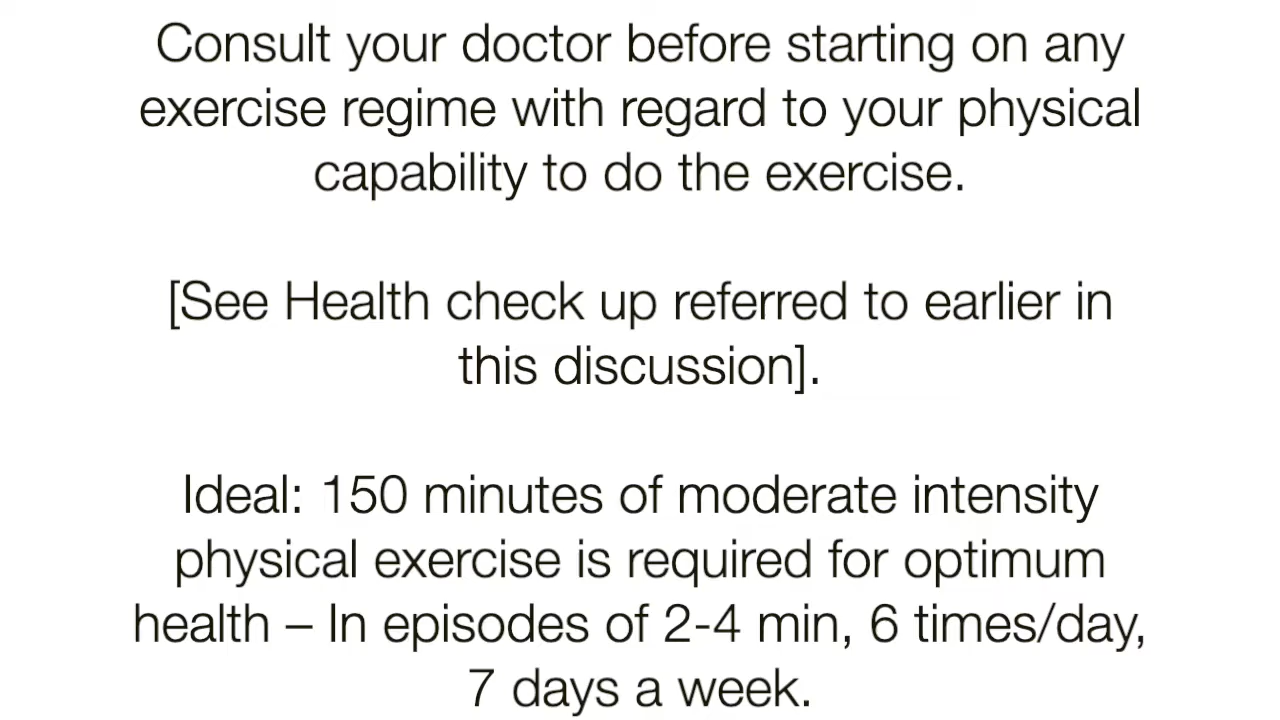 Consult your doctor before starting on any
exercise regime with regard to your physical
capability to do the exercise.
[See Health check up referred to earlier in
this discussion].
Ideal: 150 minutes of moderate intensity
physical exercise is required for optimum
health – In episodes of 2-4 min, 6 times/day,
7 days a week.